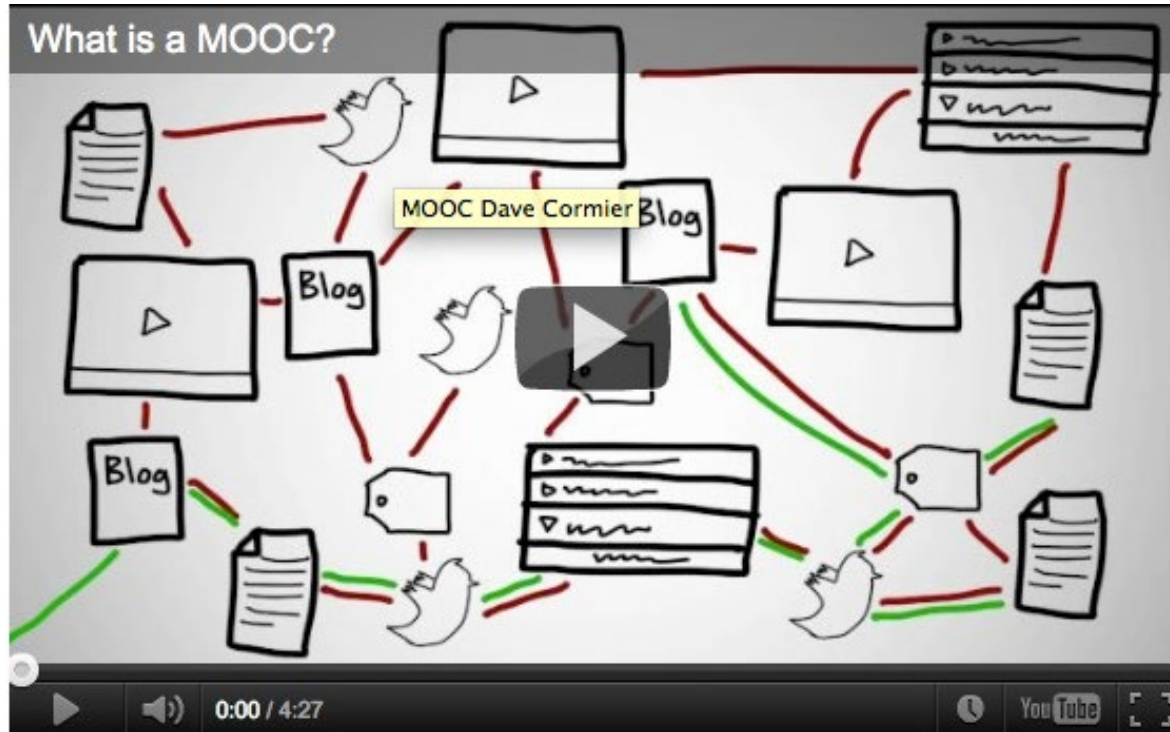 What is a MOOC?
MOOC Dave Cormier
Blog
Blog
Blog
0:00 / 4:27
YouTube